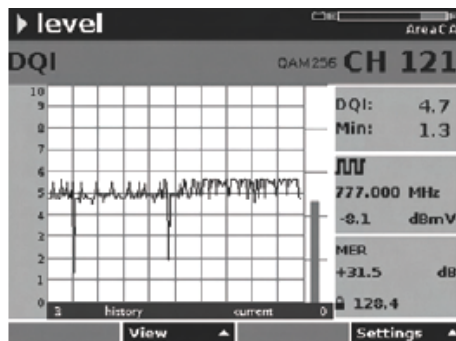 level
AreaC A
DQI
QAM256 CH 121
10
9
8
7
6
5
4
3
2
1
0
DQI: 4.7
Min: 1.3
777.000 MHz
-8.1 dBmV
MER
+31.5 dB
128.4
3 history current 0
View
Settings